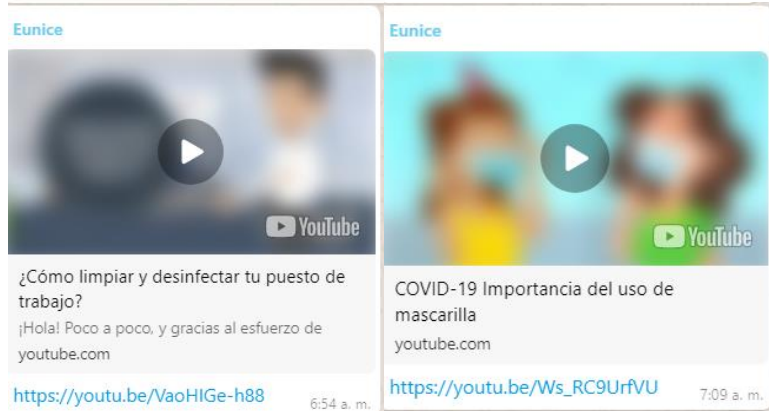 Eunice
YouTube
¿Cómo limpiar y desinfectar tu puesto de
trabajo?
¡Hola! Poco a poco, y gracias al esfuerzo de
youtube.com
https://youtu.be/VaoHIGe-h88
6:54 a. m.
Eunice
YouTube
COVID-19 Importancia del uso de
mascarilla
youtube.com
https://youtu.be/Ws_RC9UrfVU
7:09 a. m.